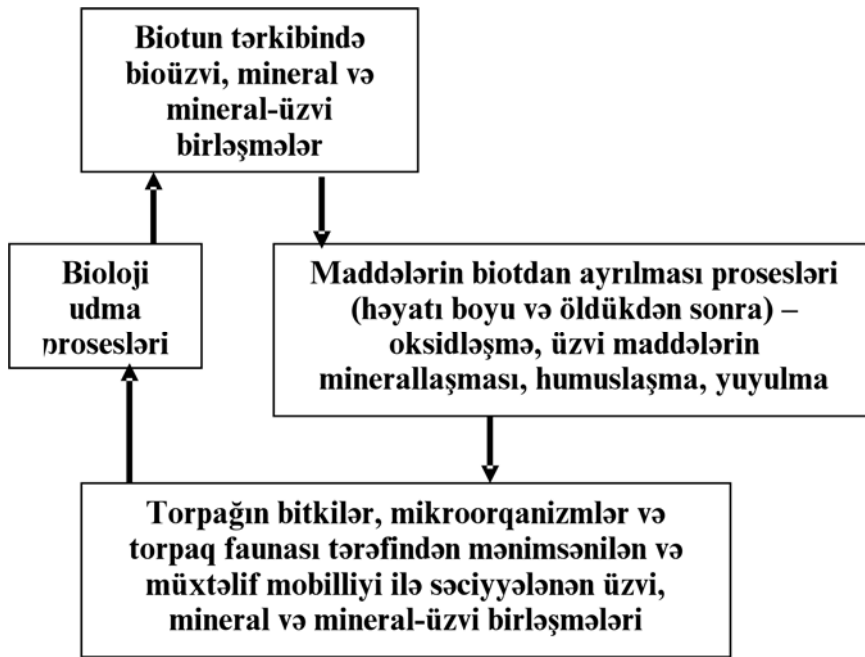 Biotun tərkibində
bioüzvi, mineral və
mineral-üzvi
birləşmələr
Bioloji
udma
prosesləri
Maddələrin biotdan ayrılması prosesləri
(həyatı boyu və öldükdən sonra) –
oksidləşmə, üzvi maddələrin
minerallaşması, humuslaşma, yuyulma
Torpağın bitkilər, mikroorqanizmlər və
torpaq faunası tərəfindən mənimsənilən və
müxtəlif mobilliyi ilə səciyyələnən üzvi,
mineral və mineral-üzvi birləşmələri